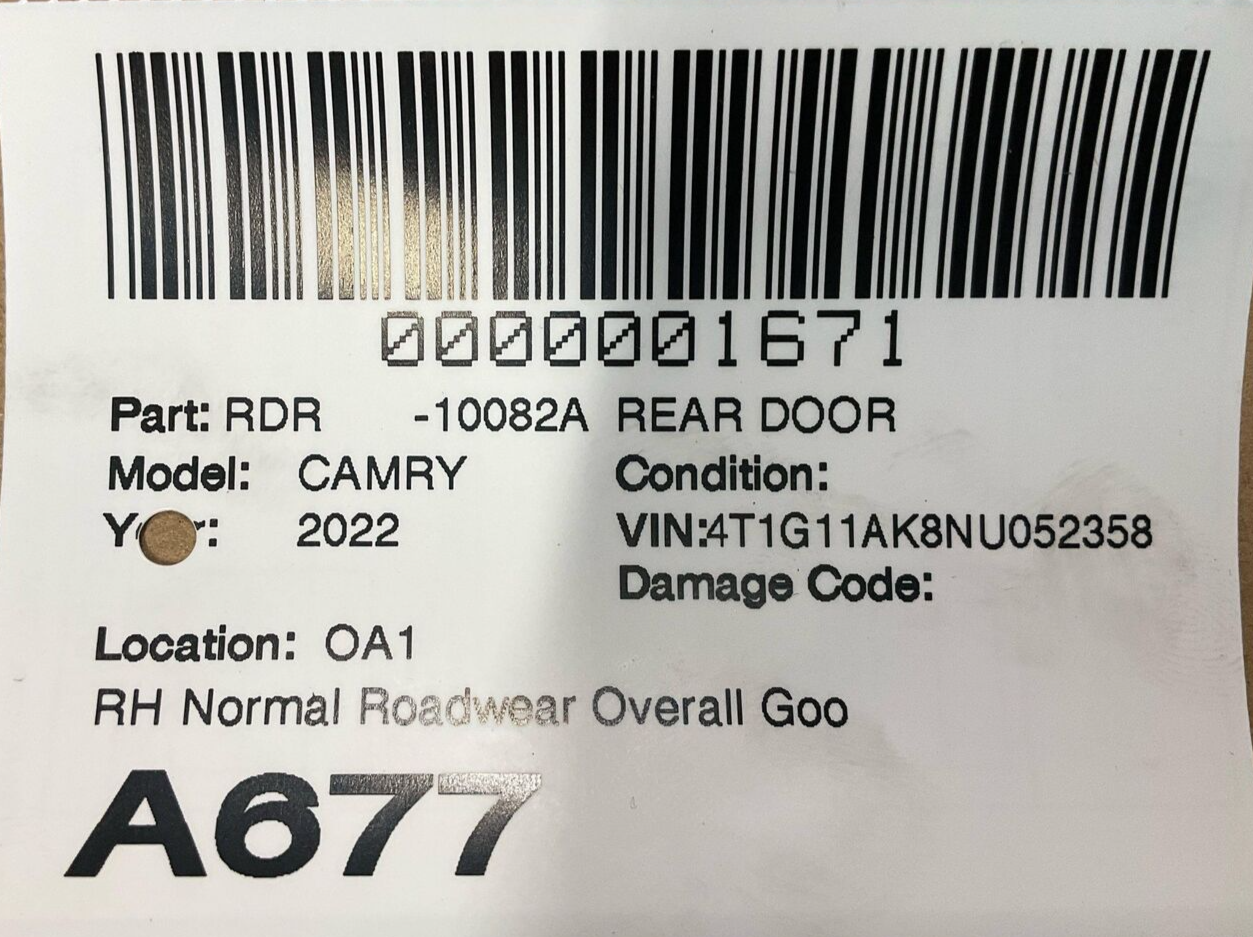 0000001671
Part: RDR -10082A REAR DOOR
Model: CAMRY Condition:
2022 VIN:4T1G11AK8NU052358
Damage Code:
Location: OA1
RH Normal Roadwear Overall Goo
A677